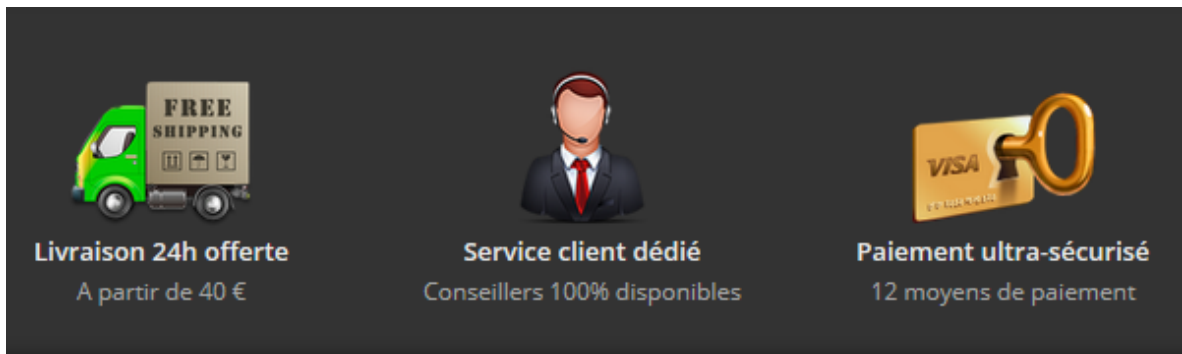 FREE
SHIPPING
VISA
Livraison 24h offerte
Service client dédié
Paiement ultra-sécurisé
A partir de 40 €
Conseillers 100% disponibles
12 moyens de paiement